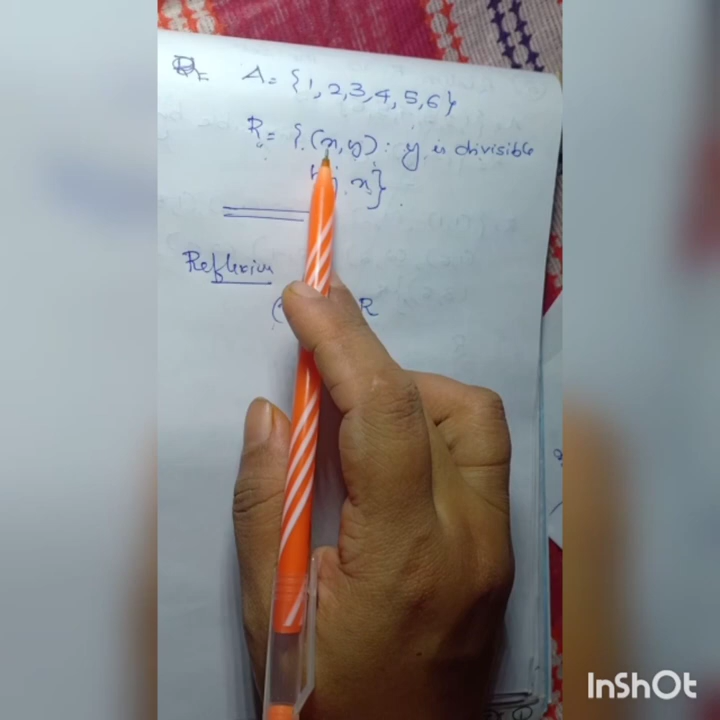 Q. A = {1, 2, 3, 4, 5, 6}
R = {(x, y) : y is divisible
x}
Reflexive
R
InShOt